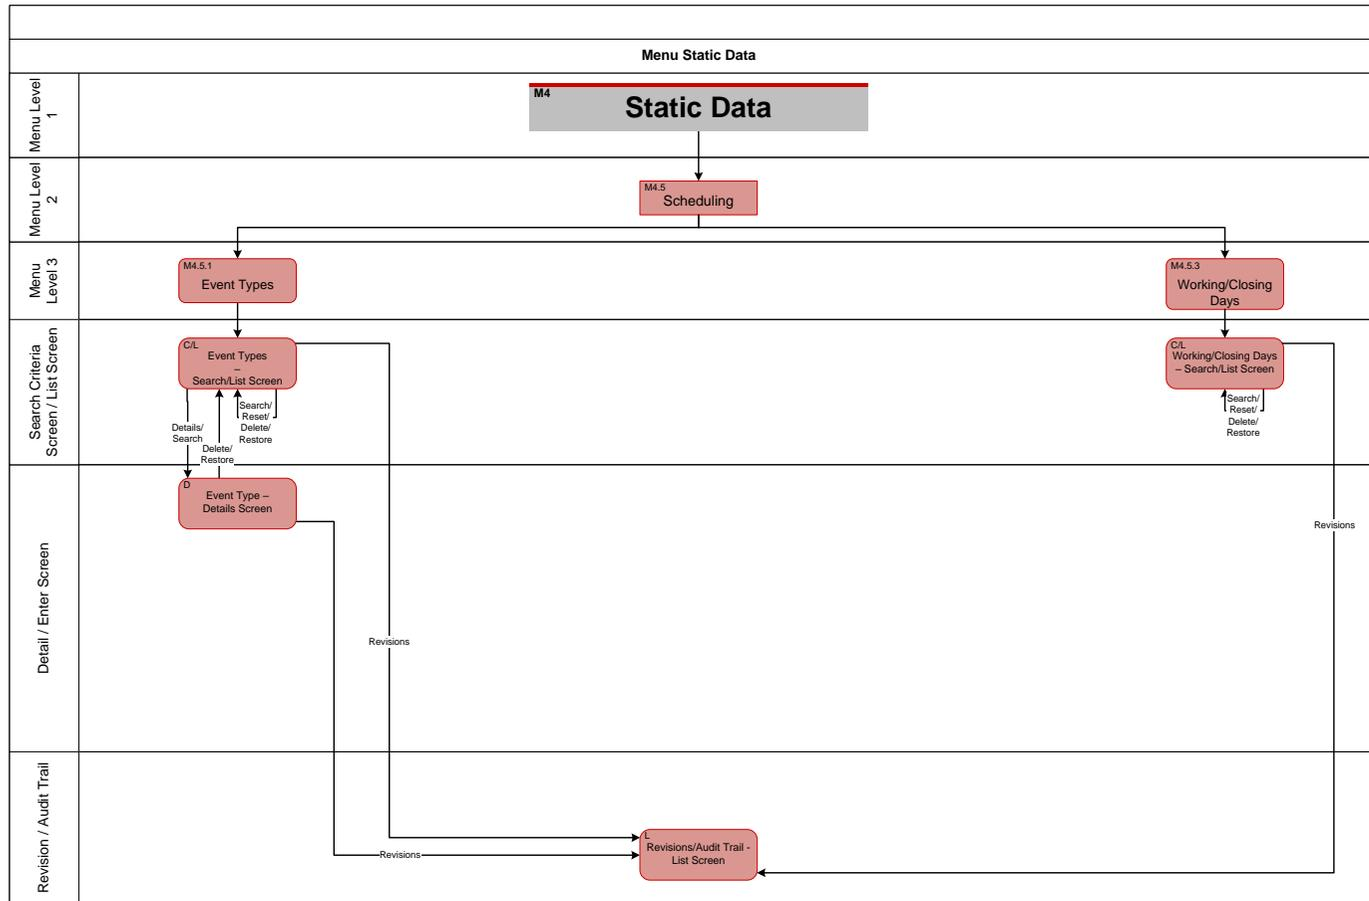 Menu Static Data
Menu Level
1
M4
Static Data
Menu Level
2
M4.5
Scheduling
Menu
Level 3
M4.5.1
Event Types
M4.5.3
Working/Closing
Days
Search Criteria
Screen / List Screen
C/L
Event Types
–
Search/List Screen
C/L
Working/Closing Days
– Search/List Screen
Details/
Search
Delete/
Restore
Search/
Reset/
Delete/
Restore
Search/
Reset/
Delete/
Restore
Detail / Enter Screen
D
Event Type –
Details Screen
Revisions
Revisions
Revision / Audit Trail
Revisions
L
Revisions/Audit Trail -
List Screen